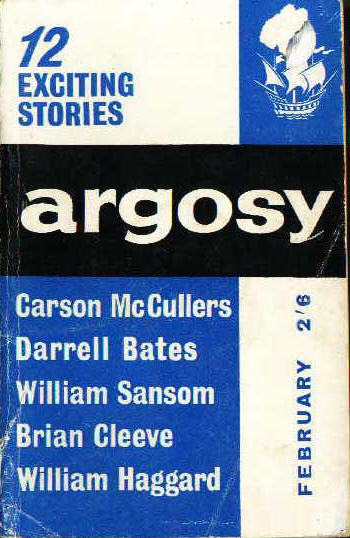 12
EXCITING
STORIES
argosy
Carson McCullers
Darrell Bates
William Sansom
Brian Cleeve
William Haggard
FEBRUARY 2/6